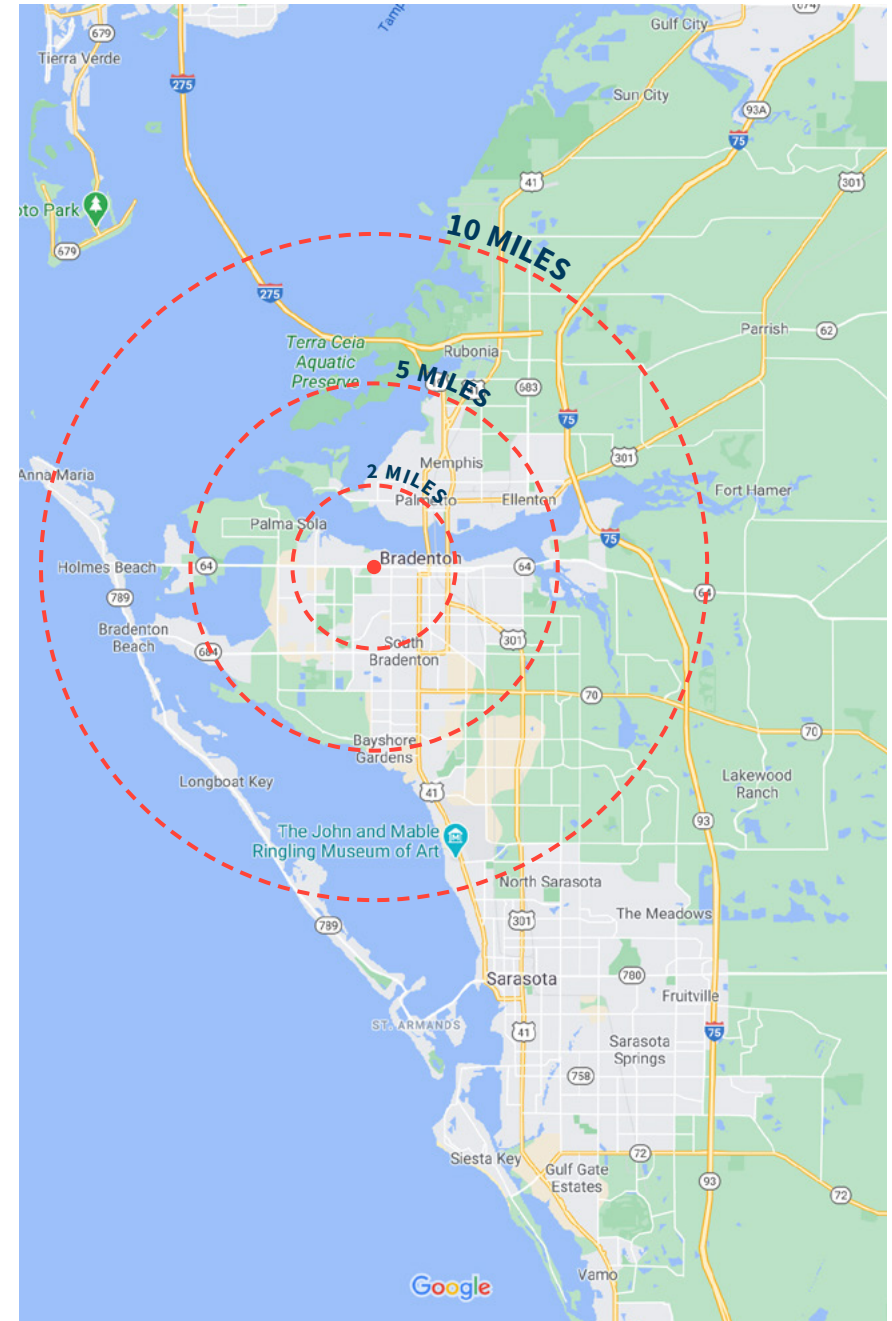 674
Gulf City
679
Tierra Verde
Tamp
275
Sun City
93A
75
41
301
oto Park
679
10 MILES
275
Parrish
62
Terra Ceia
Aquatic
Preserve
Rubonia
5 MILES
683
75
301
Memphis
Anna Maria
2 MILES
Palmetto
Ellenton
Fort Hamer
Palma Sola
75
Bradenton
Holmes Beach
64
64
64
789
Bradenton
Beach
684
South
Bradenton
301
70
70
Bayshore
Gardens
Longboat Key
41
Lakewood
Ranch
The John and Mable
Ringling Museum of Art
93
North Sarasota
The Meadows
789
301
Sarasota
780
Fruitville
ST. ARMANDS
41
75
Sarasota
Springs
758
Siesta Key
72
Gulf Gate
Estates
93
72
Vamo
Google